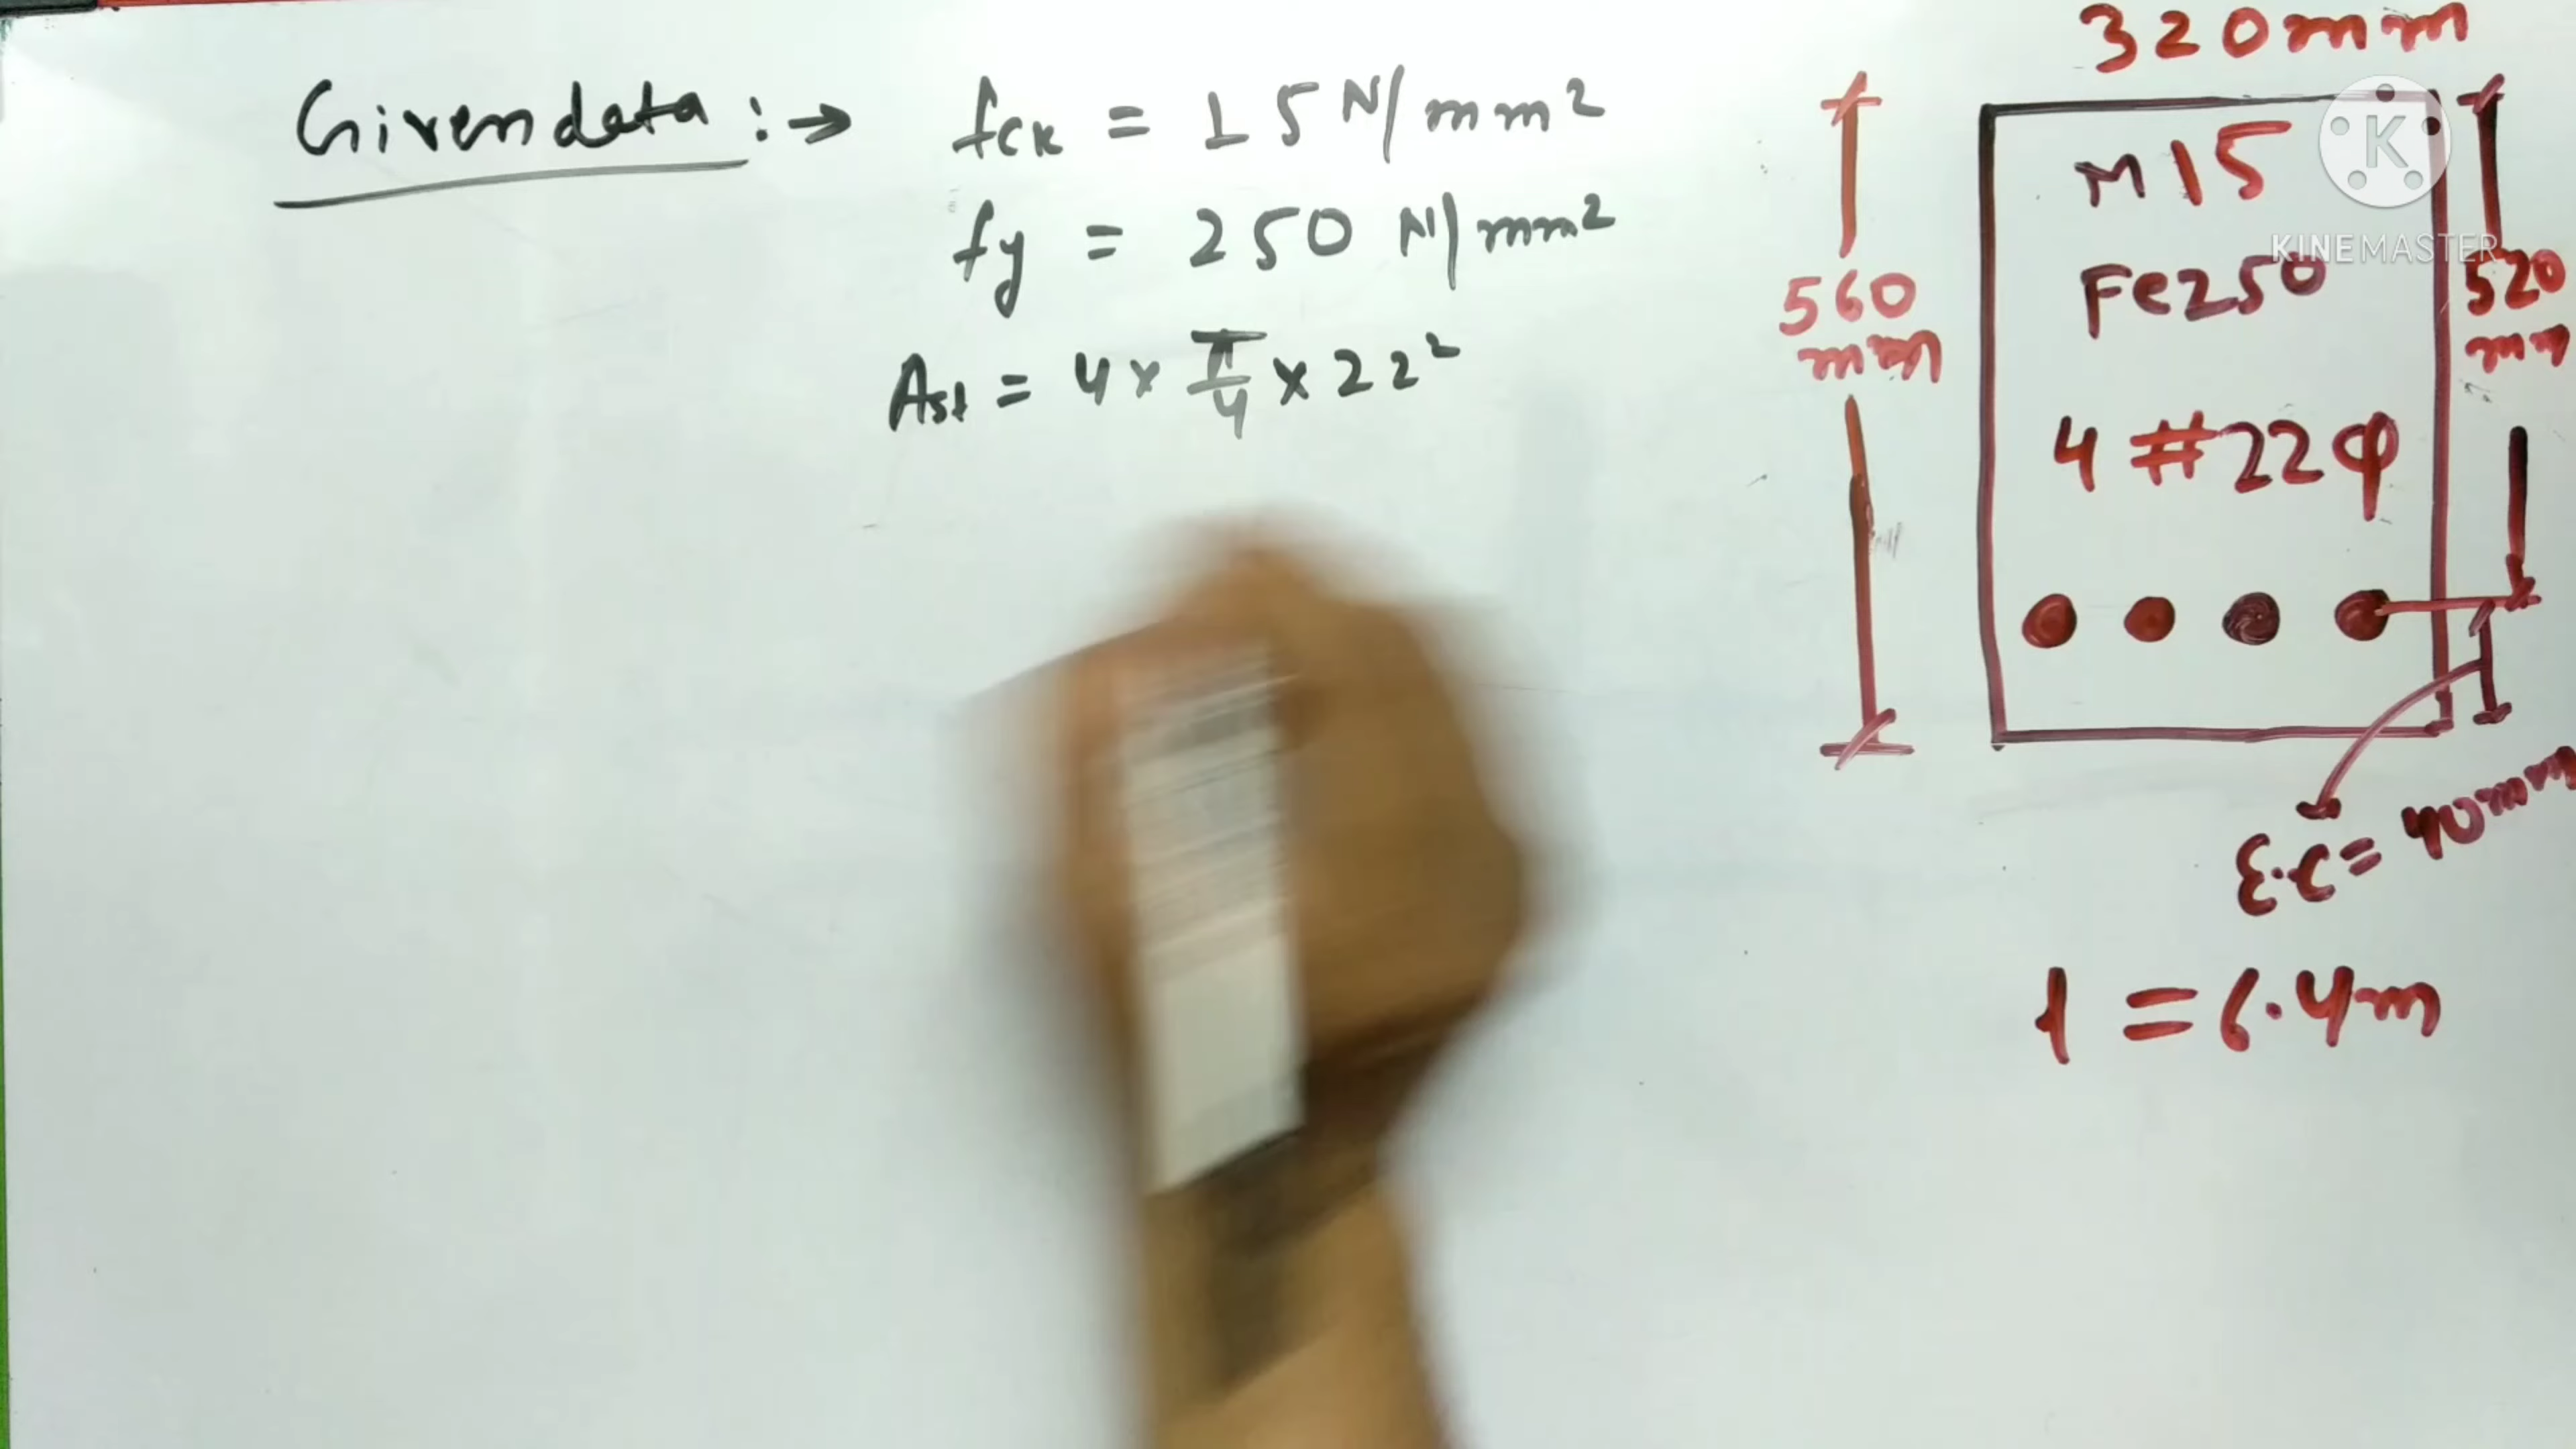 Given data :→ fck = 15 N/mm²
fy = 250 N/mm²
Ast = 4 x π/4 x 22²
320mm
M15
Fe250
4 #22φ
560
mm
520
mm
E.C = 40mm
l = 6.4m
K
KINEMASTER